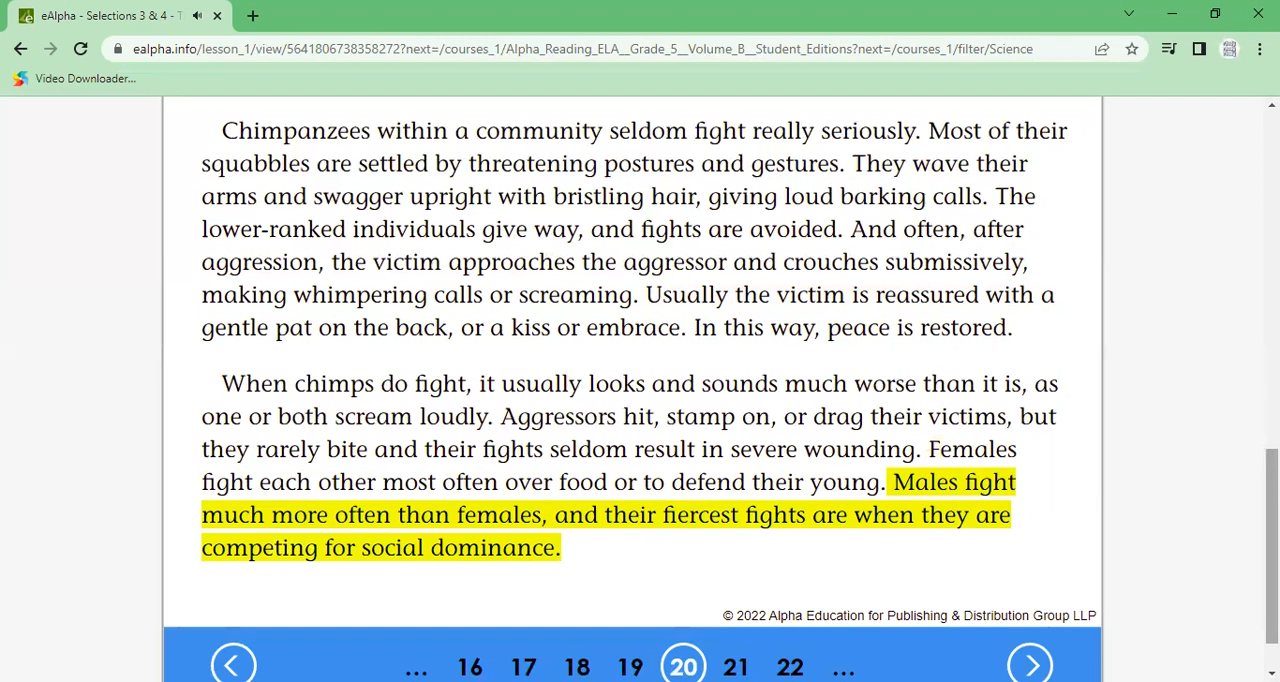 eAlpha - Selections 3 & 4 - T
ealpha.info/lesson_1/view/5641806738358272?next=/courses_1/Alpha_Reading_ELA__Grade_5__Volume_B__Student_Editions?next=/courses_1/filter/Science
Video Downloader...
Chimpanzees within a community seldom fight really seriously. Most of their
squabbles are settled by threatening postures and gestures. They wave their
arms and swagger upright with bristling hair, giving loud barking calls. The
lower-ranked individuals give way, and fights are avoided. And often, after
aggression, the victim approaches the aggressor and crouches submissively,
making whimpering calls or screaming. Usually the victim is reassured with a
gentle pat on the back, or a kiss or embrace. In this way, peace is restored.
When chimps do fight, it usually looks and sounds much worse than it is, as
one or both scream loudly. Aggressors hit, stamp on, or drag their victims, but
they rarely bite and their fights seldom result in severe wounding. Females
fight each other most often over food or to defend their young. Males fight
much more often than females, and their fiercest fights are when they are
competing for social dominance.
© 2022 Alpha Education for Publishing & Distribution Group LLP
... 16 17 18 19 20 21 22 ...